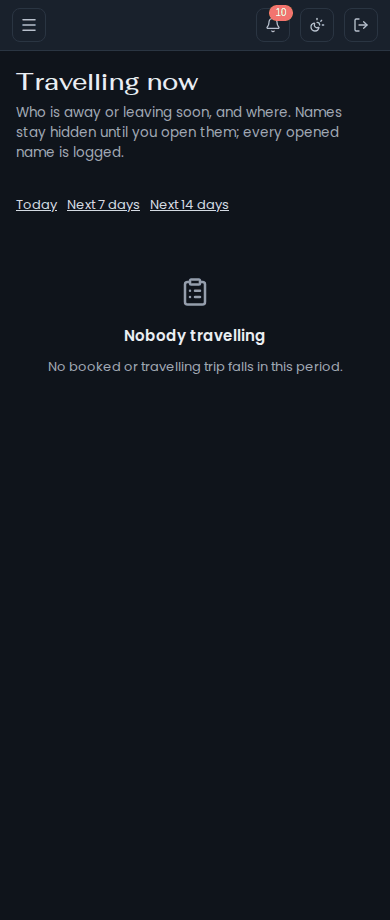 10
Travelling now
Who is away or leaving soon, and where. Names
stay hidden until you open them; every opened
name is logged.
Today Next 7 days Next 14 days
Nobody travelling
No booked or travelling trip falls in this period.